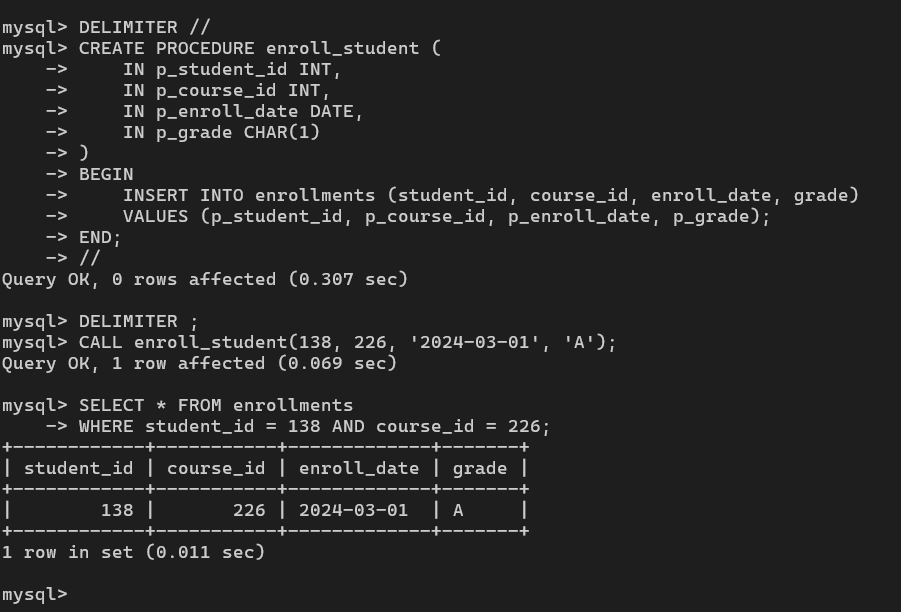 mysql> DELIMITER //
mysql> CREATE PROCEDURE enroll_student (
    ->     IN p_student_id INT,
    ->     IN p_course_id INT,
    ->     IN p_enroll_date DATE,
    ->     IN p_grade CHAR(1)
    -> )
    -> BEGIN
    ->     INSERT INTO enrollments (student_id, course_id, enroll_date, grade)
    ->     VALUES (p_student_id, p_course_id, p_enroll_date, p_grade);
    -> END;
    -> //
Query OK, 0 rows affected (0.307 sec)

mysql> DELIMITER ;
mysql> CALL enroll_student(138, 226, '2024-03-01', 'A');
Query OK, 1 row affected (0.069 sec)

mysql> SELECT * FROM enrollments
    -> WHERE student_id = 138 AND course_id = 226;
+------------+-----------+-------------+-------+
| student_id | course_id | enroll_date | grade |
+------------+-----------+-------------+-------+
|        138 |       226 | 2024-03-01  | A     |
+------------+-----------+-------------+-------+
1 row in set (0.011 sec)

mysql>